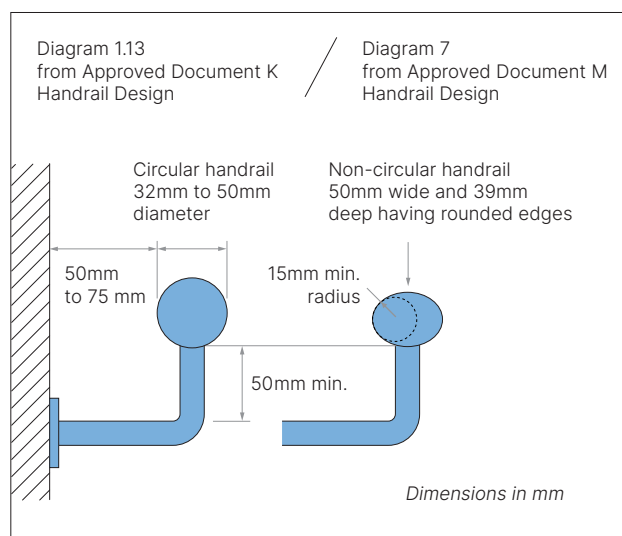 Diagram 1.13
from Approved Document K
Handrail Design
Diagram 7
from Approved Document M
Handrail Design
Circular handrail
32mm to 50mm
diameter
Non-circular handrail
50mm wide and 39mm
deep having rounded edges
50mm
to 75 mm
15mm min.
radius
50mm min.
Dimensions in mm